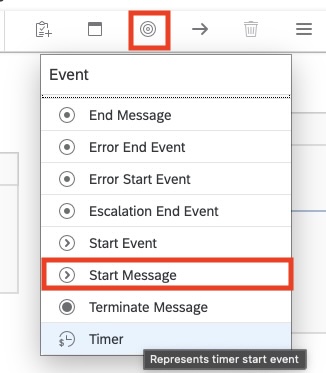 Event
End Message
Error End Event
Error Start Event
Escalation End Event
Start Event
Start Message
Terminate Message
Timer
Represents timer start event